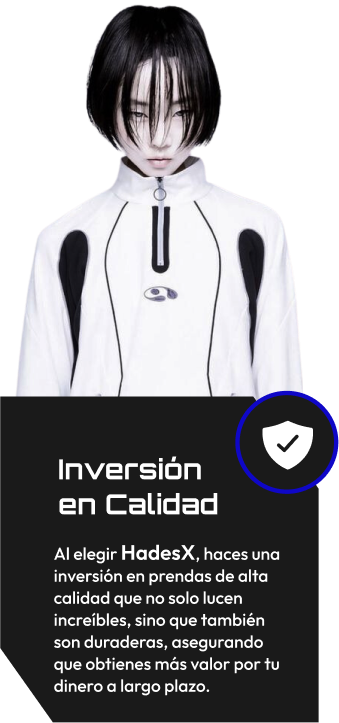 Inversión
en Calidad
Al elegir HadesX, haces una
inversión en prendas de alta
calidad que no solo lucen
increíbles, sino que también
son duraderas, asegurando
que obtienes más valor por tu
dinero a largo plazo.